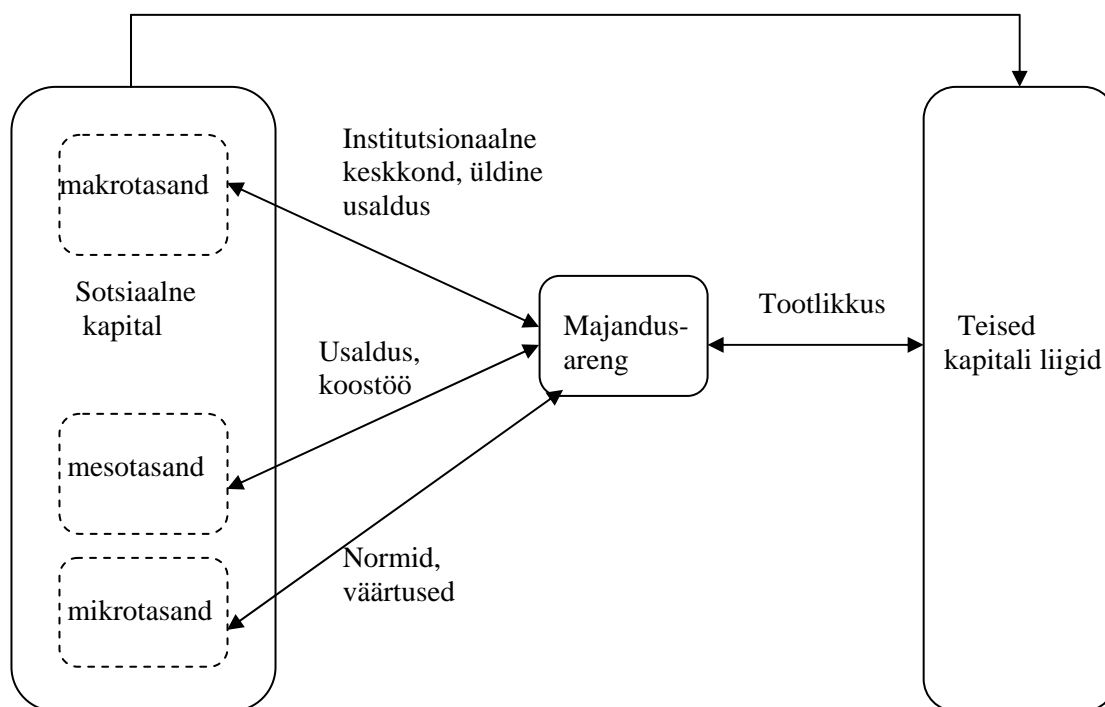 makrotasand
Sotsiaalne
kapital
mesotasand
mikrotasand
Institutsionaalne
keskkond, üldine
usaldus
Usaldus,
koostöö
Normid,
väärtused
Majandus-
areng
Tootlikkus
Teised
kapitali liigid